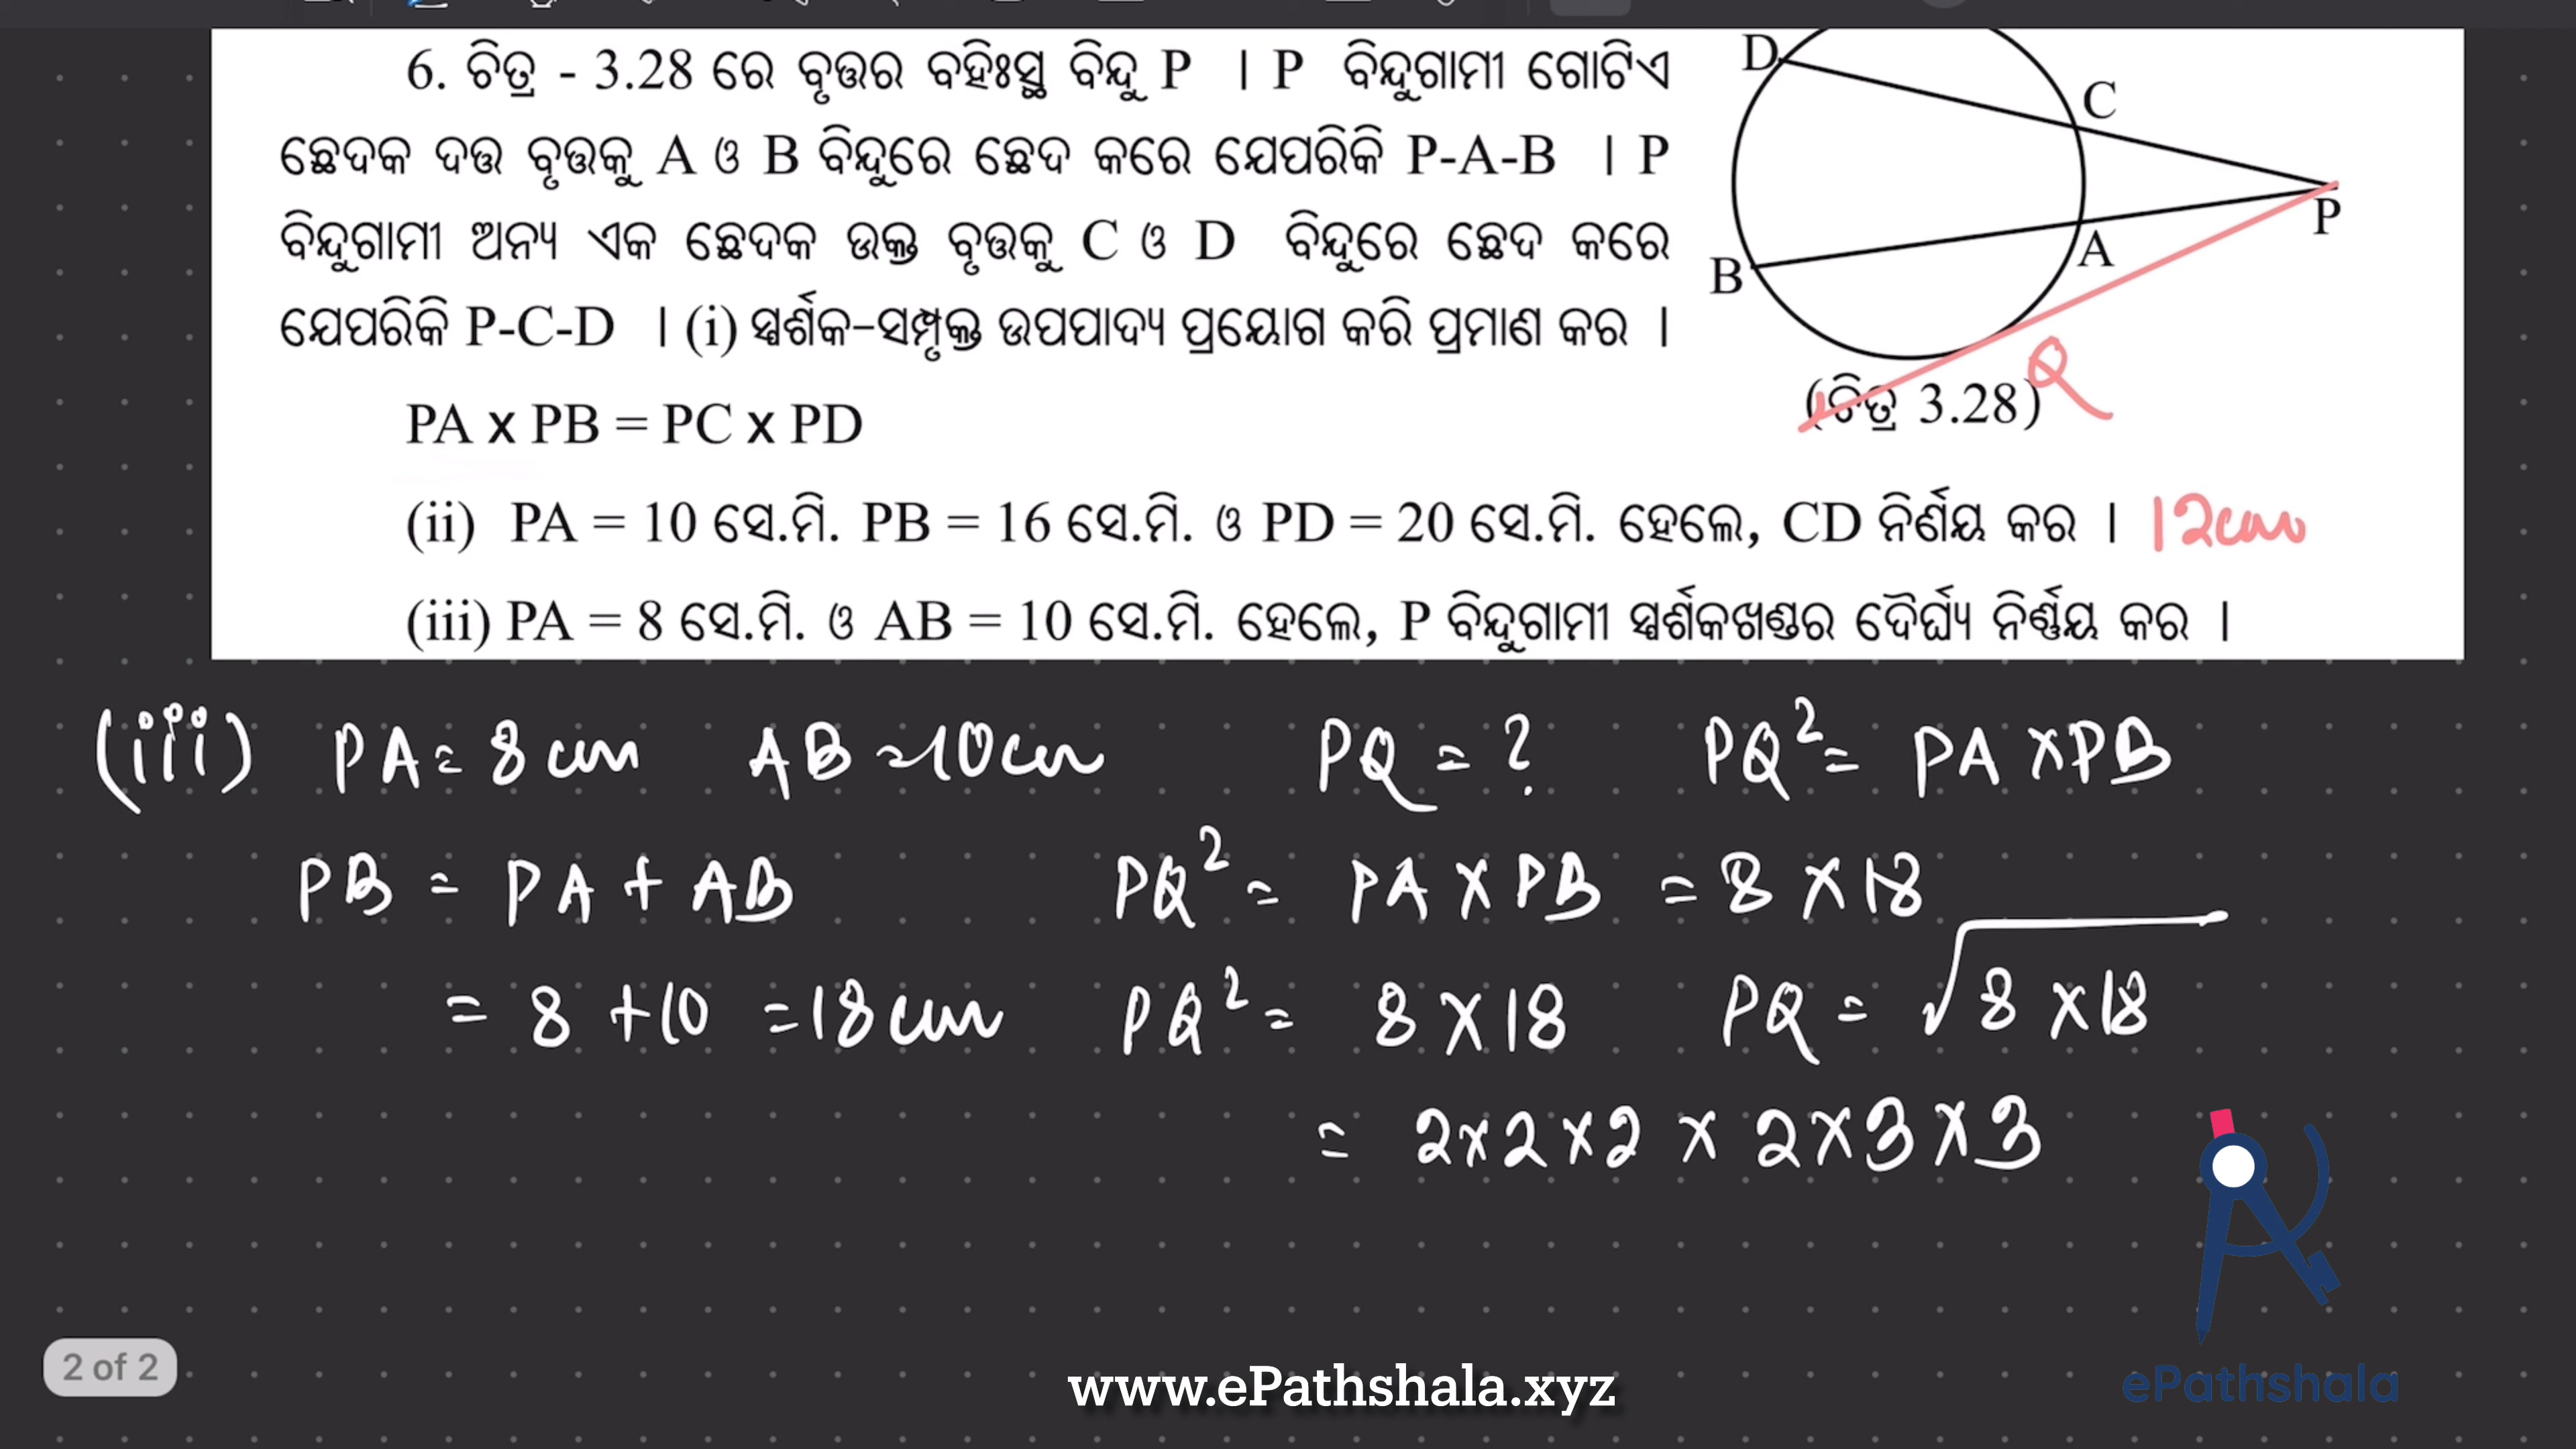 6. ଚିତ୍ର - 3.28 ରେ ବୃତ୍ତର ବହିଃସ୍ଥ ବିନ୍ଦୁ P । P ବିନ୍ଦୁଗାମୀ ଗୋଟିଏ
ଛେଦକ ଦତ୍ତ ବୃତ୍ତକୁ A ଓ B ବିନ୍ଦୁରେ ଛେଦ କରେ ଯେପରିକି P-A-B । P
ବିନ୍ଦୁଗାମୀ ଅନ୍ୟ ଏକ ଛେଦକ ଉକ୍ତ ବୃତ୍ତକୁ C ଓ D ବିନ୍ଦୁରେ ଛେଦ କରେ
ଯେପରିକି P-C-D । (i) ସ୍ପର୍ଶକ-ସମ୍ପୃକ୍ତ ଉପପାଦ୍ୟ ପ୍ରୟୋଗ କରି ପ୍ରମାଣ କର ।
PA x PB = PC x PD
D
C
P
A
B
Q
(ଚିତ୍ର 3.28)
(ii) PA = 10 ସେ.ମି. PB = 16 ସେ.ମି. ଓ PD = 20 ସେ.ମି. ହେଲେ, CD ନିର୍ଣୟ କର । 12cm
(iii) PA = 8 ସେ.ମି. ଓ AB = 10 ସେ.ମି. ହେଲେ, P ବିନ୍ଦୁଗାମୀ ସ୍ପର୍ଶକଖଣ୍ଡର ଦୈର୍ଘ୍ୟ ନିର୍ଣ୍ଣୟ କର ।
(iii) PA = 8 cm AB = 10 cm PQ = ? PQ² = PA × PB
PB = PA + AB PQ² = PA × PB = 8 × 18
= 8 + 10 = 18 cm PQ² = 8 × 18 PQ = √8 × 18
= 2 × 2 × 2 × 2 × 3 × 3
2 of 2
www.ePathshala.xyz
ePathshala